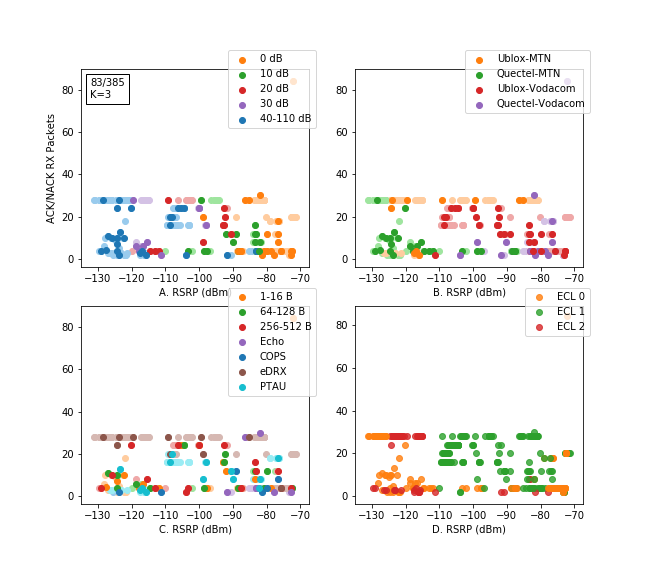 0 dB
10 dB
20 dB
30 dB
40-110 dB
83/385
K=3
ACK/NACK RX Packets
80
60
40
20
0
−130 −120 −110 −100 −90 −80 −70
A. RSRP (dBm)
Ublox-MTN
Quectel-MTN
Ublox-Vodacom
Quectel-Vodacom
80
60
40
20
0
−130 −120 −110 −100 −90 −80 −70
B. RSRP (dBm)
1-16 B
64-128 B
256-512 B
Echo
COPS
eDRX
PTAU
80
60
40
20
0
−130 −120 −110 −100 −90 −80 −70
C. RSRP (dBm)
ECL 0
ECL 1
ECL 2
80
60
40
20
0
−130 −120 −110 −100 −90 −80 −70
D. RSRP (dBm)